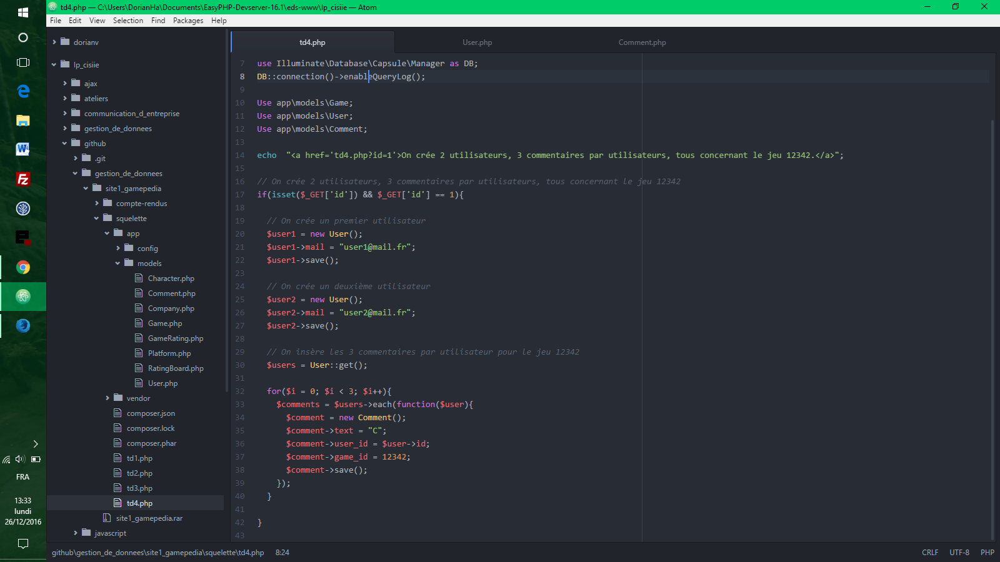 td4.php — C:\Users\DorianHa\Documents\EasyPHP-Devserver-16.1\eds-www\lp_cisiie — Atom
File Edit View Selection Find Packages Help
dorianv
lp_cisiie
ajax
ateliers
communication_d_entreprise
gestion_de_donnees
github
.git
gestion_de_donnees
site1_gamepedia
compte-rendus
squelette
app
config
models
Character.php
Comment.php
Company.php
Game.php
GameRating.php
Platform.php
RatingBoard.php
User.php
vendor
composer.json
composer.lock
composer.phar
td1.php
td2.php
td3.php
td4.php
site1_gamepedia.rar
javascript
td4.php User.php Comment.php
7 use Illuminate\Database\Capsule\Manager as DB;
8 DB::connection()->enableQueryLog();
9
10 Use app\models\Game;
11 Use app\models\User;
12 Use app\models\Comment;
13
14 echo  "<a href='td4.php?id=1'>On crée 2 utilisateurs, 3 commentaires par utilisateurs, tous concernant le jeu 12342.</a>";
15
16 // On crée 2 utilisateurs, 3 commentaires par utilisateurs, tous concernant le jeu 12342
17 if(isset($_GET['id']) && $_GET['id'] == 1){
18
19   // On crée un premier utilisateur
20   $user1 = new User();
21   $user1->mail = "user1@mail.fr";
22   $user1->save();
23
24   // On crée un deuxième utilisateur
25   $user2 = new User();
26   $user2->mail = "user2@mail.fr";
27   $user2->save();
28
29   // On insère les 3 commentaires par utilisateur pour le jeu 12342
30   $users = User::get();
31
32   for($i = 0; $i < 3; $i++){
33     $comments = $users->each(function($user){
34       $comment = new Comment();
35       $comment->text = "C";
36       $comment->user_id = $user->id;
37       $comment->game_id = 12342;
38       $comment->save();
39     });
40   }
41
42 }
43
github\gestion_de_donnees\site1_gamepedia\squelette\td4.php 8:24 CRLF UTF-8 PHP
FRA
13:33
lundi
26/12/2016